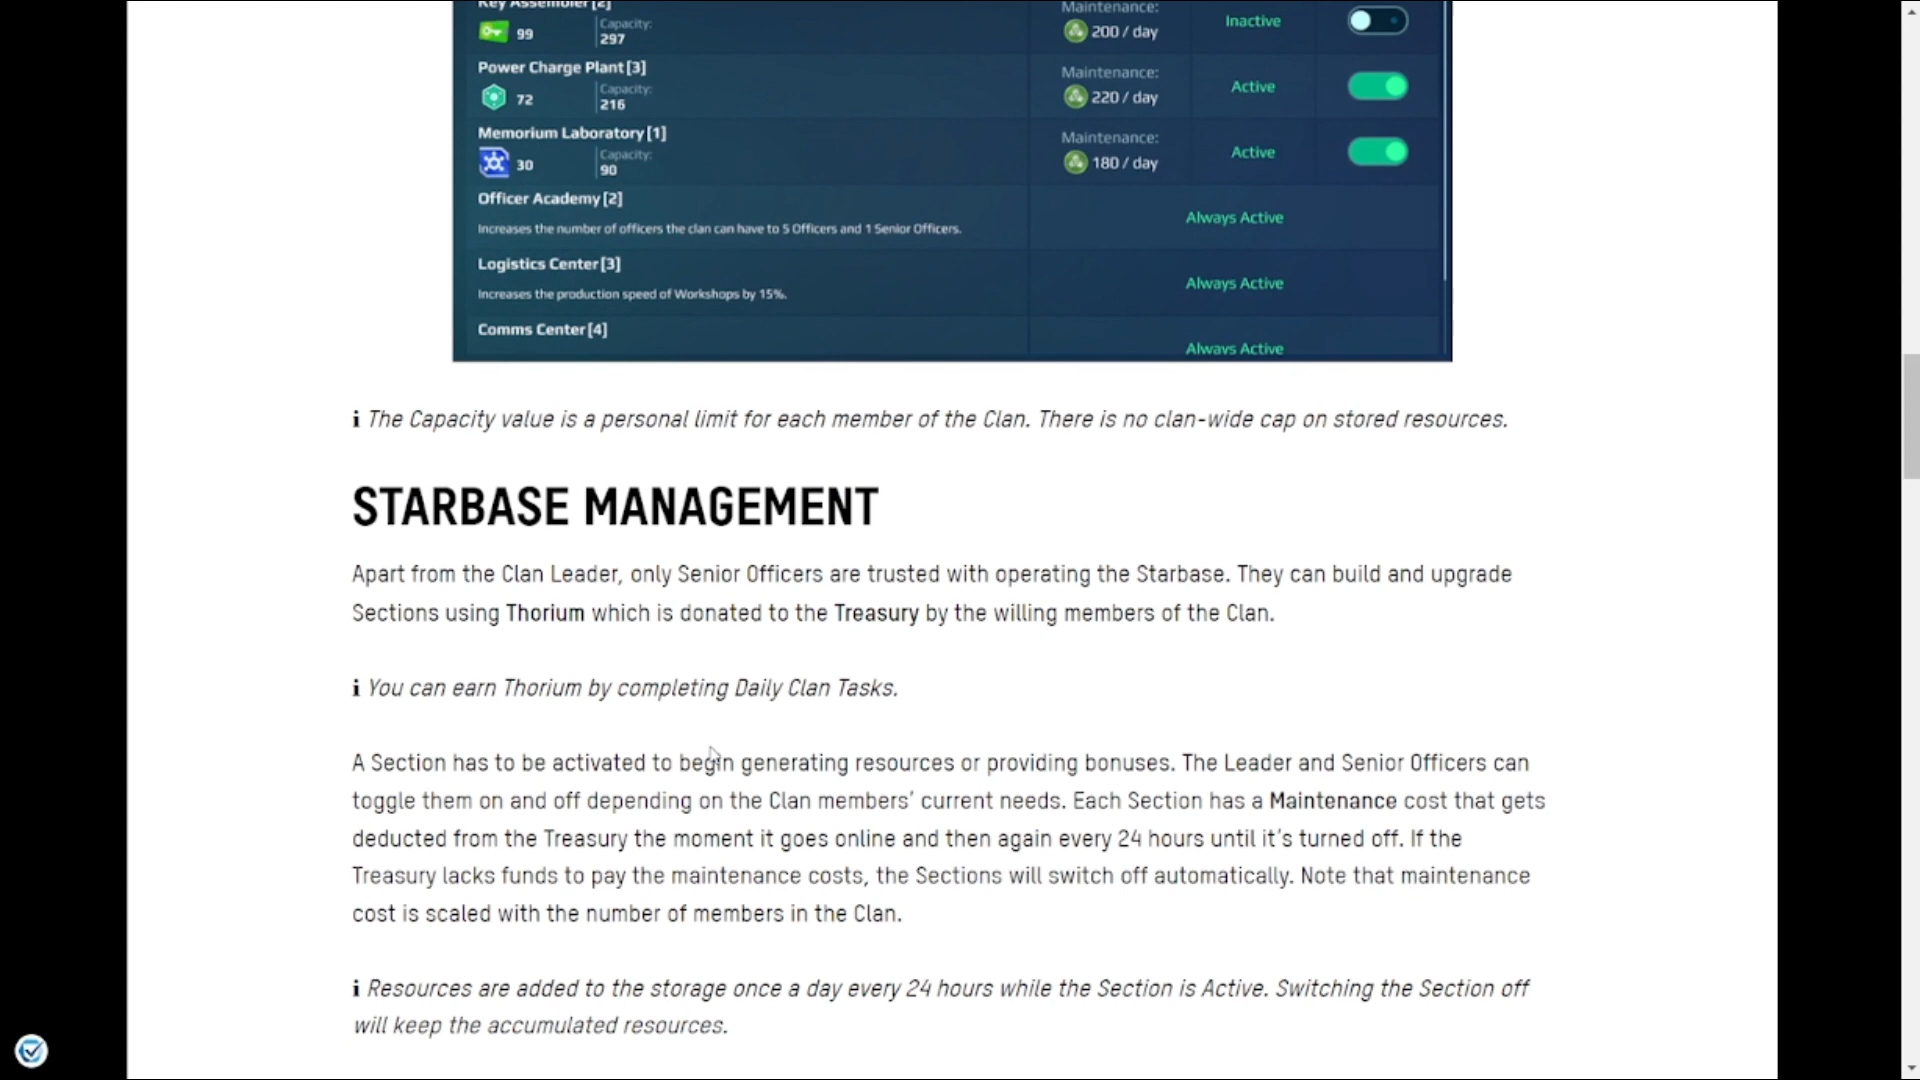 Key Assembler [2]
99
Capacity:
297
Maintenance:
200 / day
Inactive
Power Charge Plant [3]
72
Capacity:
216
Maintenance:
220 / day
Active
Memorium Laboratory [1]
30
Capacity:
90
Maintenance:
180 / day
Active
Officer Academy [2]
Increases the number of officers the clan can have to 5 Officers and 1 Senior Officers.
Always Active
Logistics Center [3]
Increases the production speed of Workshops by 15%.
Always Active
Comms Center [4]
Always Active
i The Capacity value is a personal limit for each member of the Clan. There is no clan-wide cap on stored resources.
STARBASE MANAGEMENT
Apart from the Clan Leader, only Senior Officers are trusted with operating the Starbase. They can build and upgrade
Sections using Thorium which is donated to the Treasury by the willing members of the Clan.
i You can earn Thorium by completing Daily Clan Tasks.
A Section has to be activated to begin generating resources or providing bonuses. The Leader and Senior Officers can
toggle them on and off depending on the Clan members' current needs. Each Section has a Maintenance cost that gets
deducted from the Treasury the moment it goes online and then again every 24 hours until it's turned off. If the
Treasury lacks funds to pay the maintenance costs, the Sections will switch off automatically. Note that maintenance
cost is scaled with the number of members in the Clan.
i Resources are added to the storage once a day every 24 hours while the Section is Active. Switching the Section off
will keep the accumulated resources.